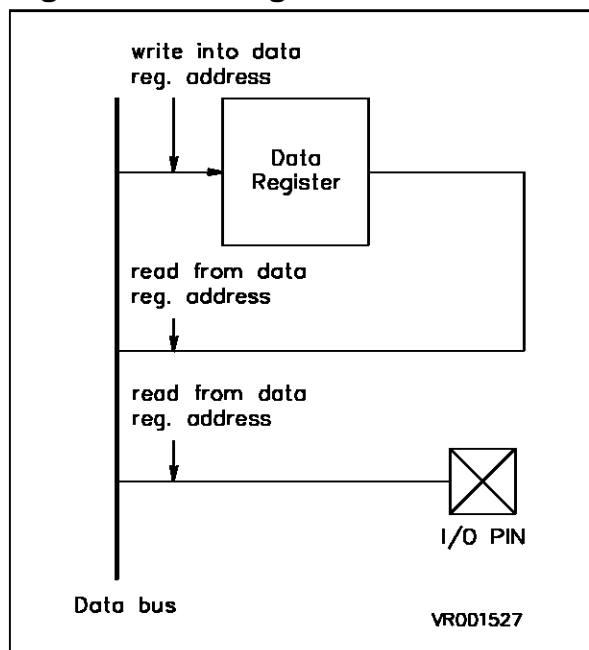 write into data
reg. address
Data
Register
read from data
reg. address
read from data
reg. address
I/O PIN
Data bus
VR001527